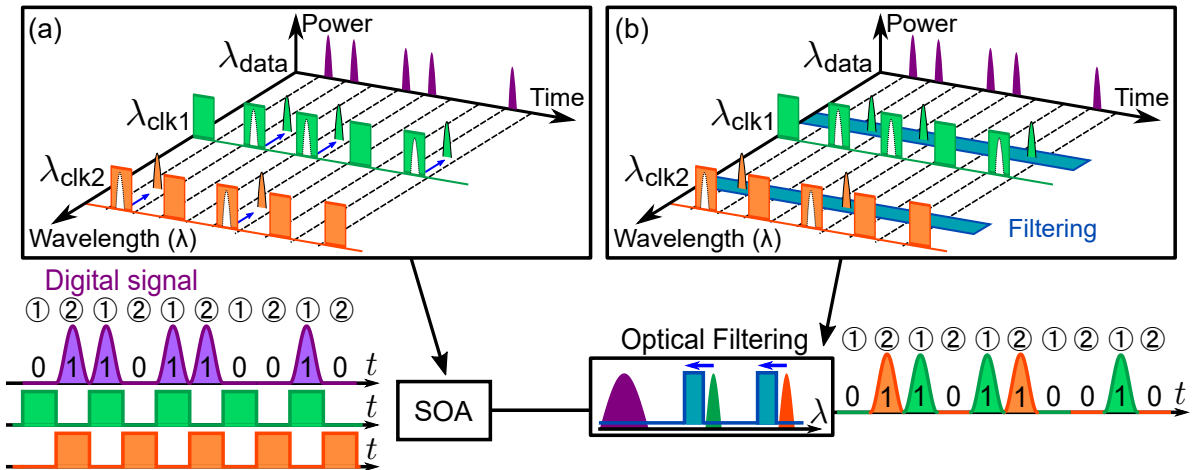 (a)
Power
λdata
Time
λclk1
λclk2
Wavelength (λ)
(b)
Power
λdata
Time
λclk1
λclk2
Wavelength (λ)
Filtering
Digital signal
① ② ① ② ① ② ① ② ① ②
0 1 1 0 1 1 0 0 1 0 t
t
t
SOA
Optical Filtering
λ
① ② ① ② ① ② ① ② ① ②
0 1 1 0 1 1 0 0 1 0 t